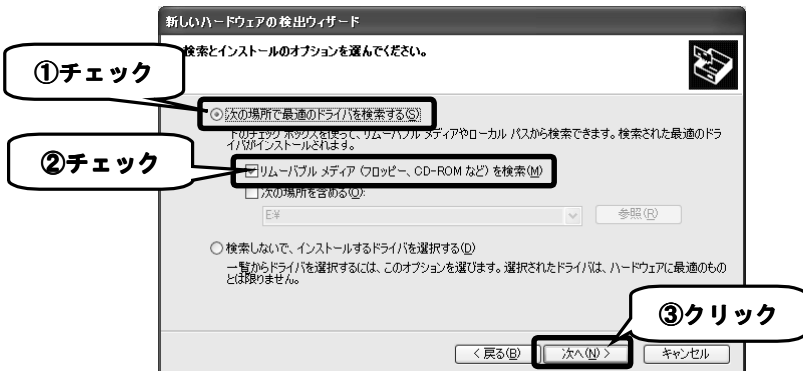 新しいハードウェアの検出ウィザード
検索とインストールのオプションを選んでください。
①チェック
次の場所で最適のドライバを検索する(S)
下のチェック ボックスを使って、リムーバブル メディアやローカル パスから検索できます。検索された最適のドラ
イバがインストールされます。
②チェック
リムーバブル メディア (フロッピー、CD-ROM など) を検索(M)
次の場所を含める(O):
E¥
参照(R)
検索しないで、インストールするドライバを選択する(D)
一覧からドライバを選択するには、このオプションを選びます。選択されたドライバは、ハードウェアに最適のもの
とは限りません。
③クリック
< 戻る(B)
次へ(N) >
キャンセル